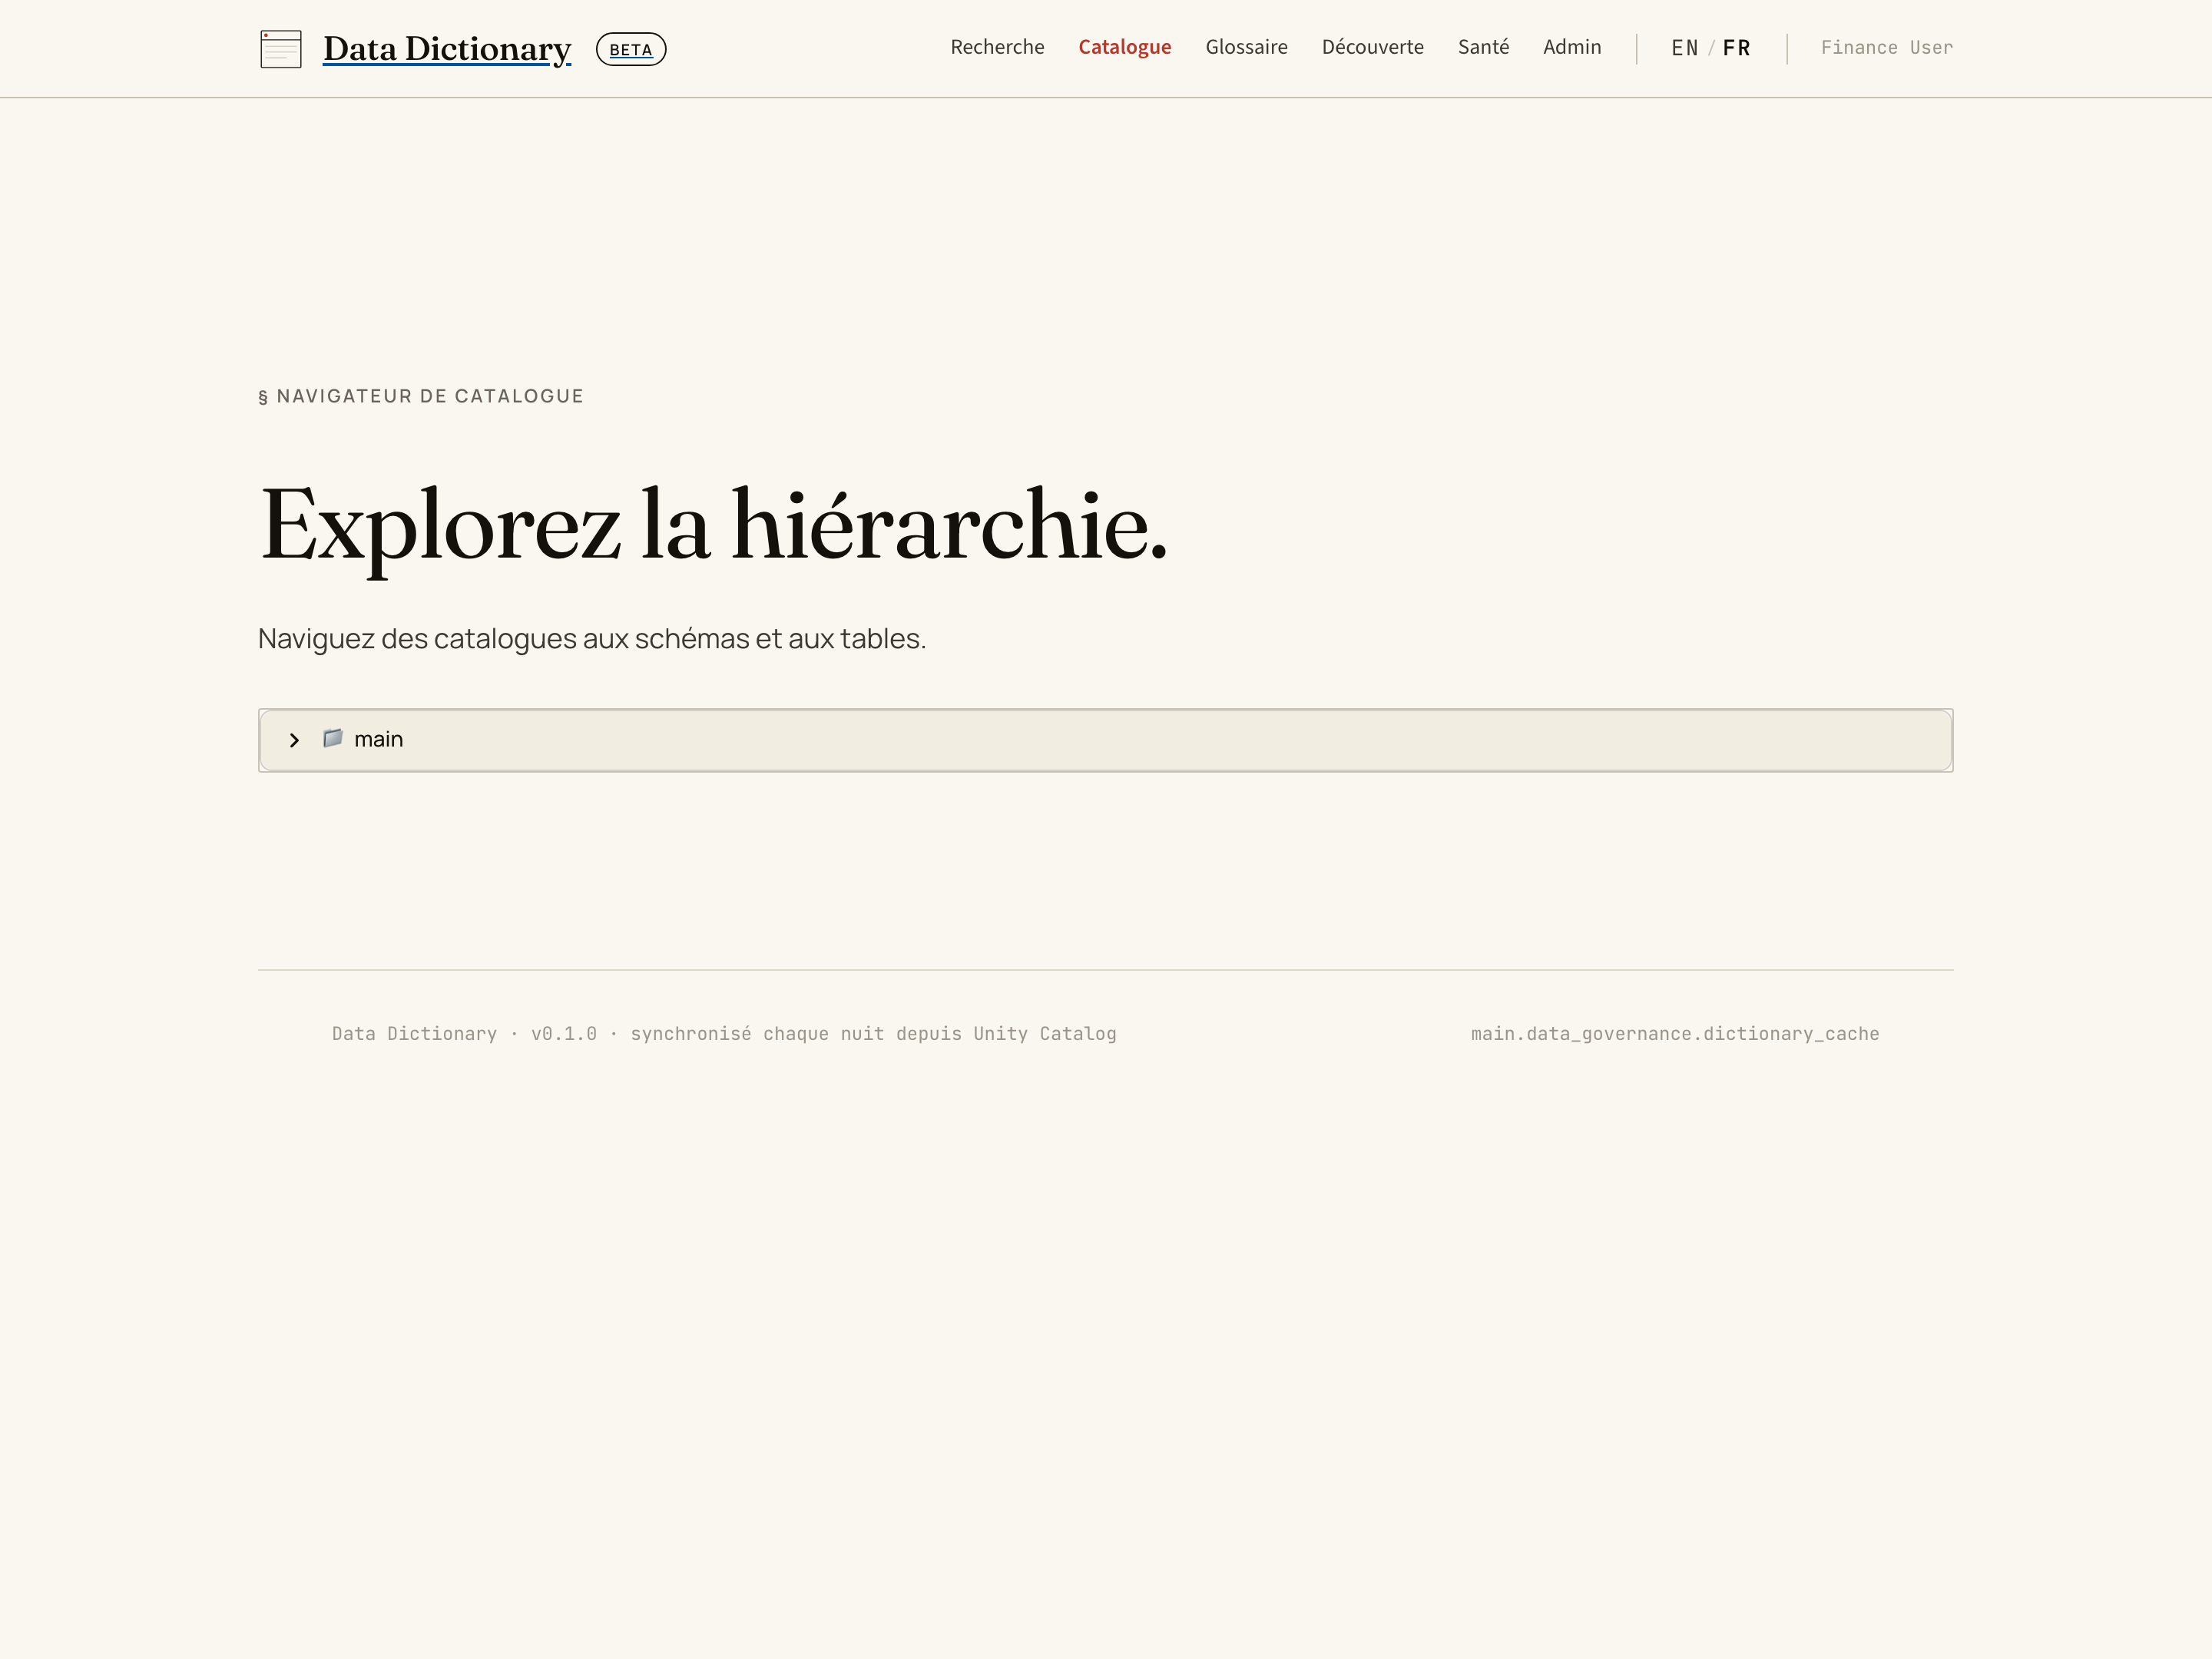 Data Dictionary BETA Recherche Catalogue Glossaire Découverte Santé Admin EN / FR Finance User
§ NAVIGATEUR DE CATALOGUE
Explorez la hiérarchie.
Naviguez des catalogues aux schémas et aux tables.
main
Data Dictionary · v0.1.0 · synchronisé chaque nuit depuis Unity Catalog main.data_governance.dictionary_cache